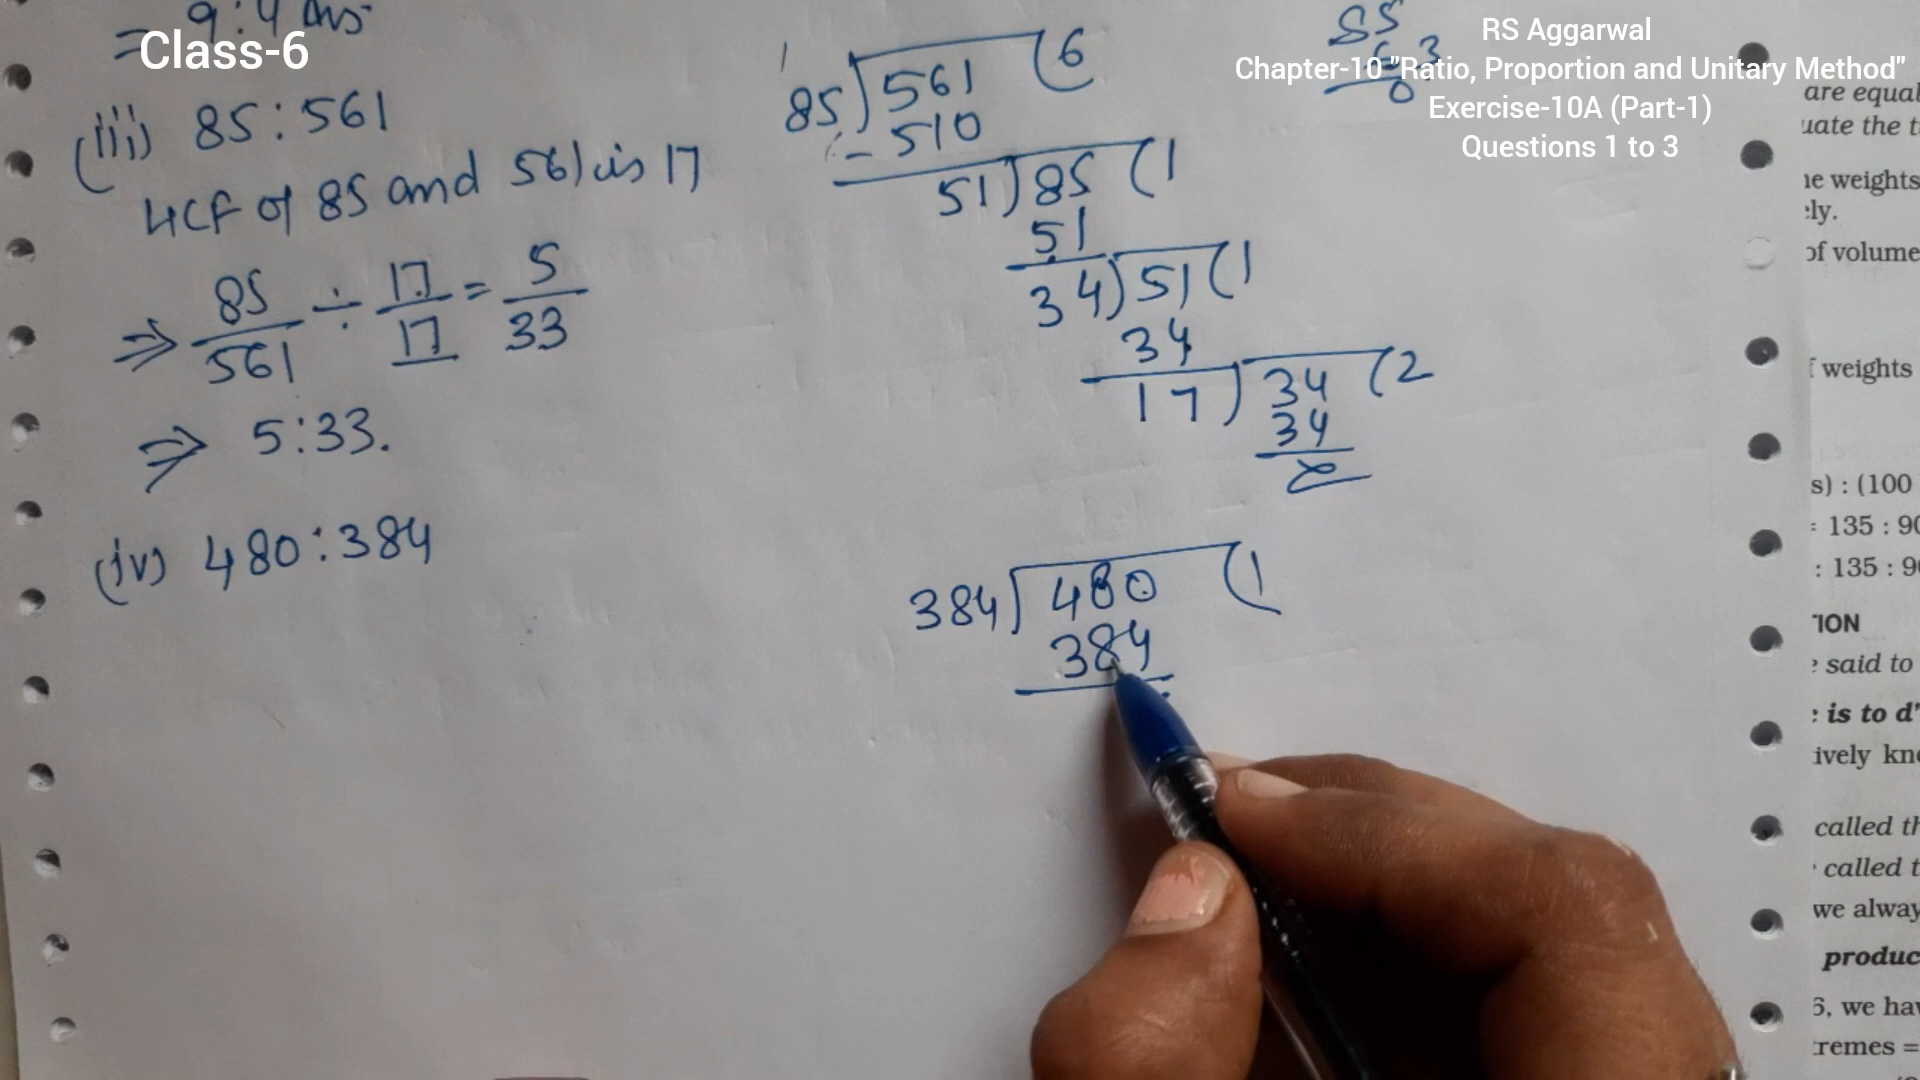 = 9:4 Ans
Class-6
(iii) 85:561
HCF of 85 and 561 is 17
⇒ 85/561 ÷ 17/17 = 5/33
⇒ 5:33.
(iv) 480:384
85)561(6
-510
51)85(1
51
34)51(1
34
17)34(2
34
384)480(1
384
RS Aggarwal
Chapter-10 "Ratio, Proportion and Unitary Method"
Exercise-10A (Part-1)
Questions 1 to 3
are equal
uate the t
ne weights
ely.
of volume
f weights
s) : (100
= 135 : 90
: 135 : 90
ION
said to
: is to d'
ively kn
called th
called t
we alway
produc
6, we hav
tremes =